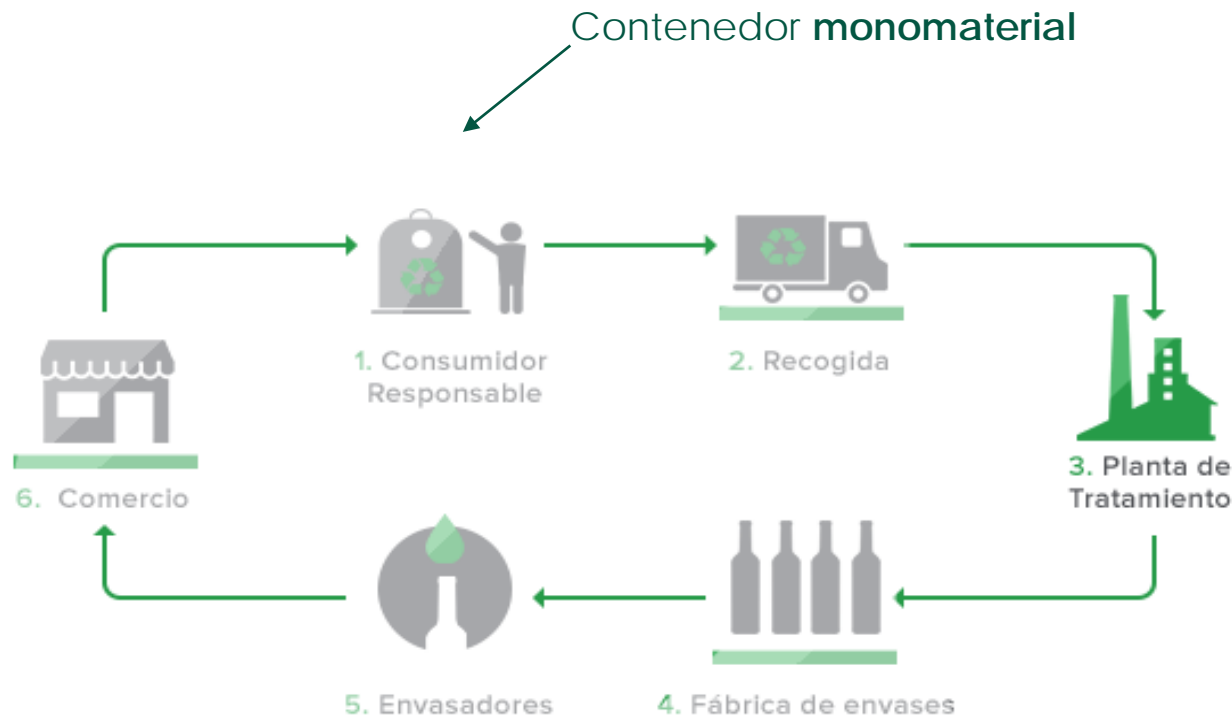 Contenedor monomaterial
1. Consumidor
Responsable
2. Recogida
3. Planta de
Tratamiento
4. Fábrica de envases
5. Envasadores
6. Comercio